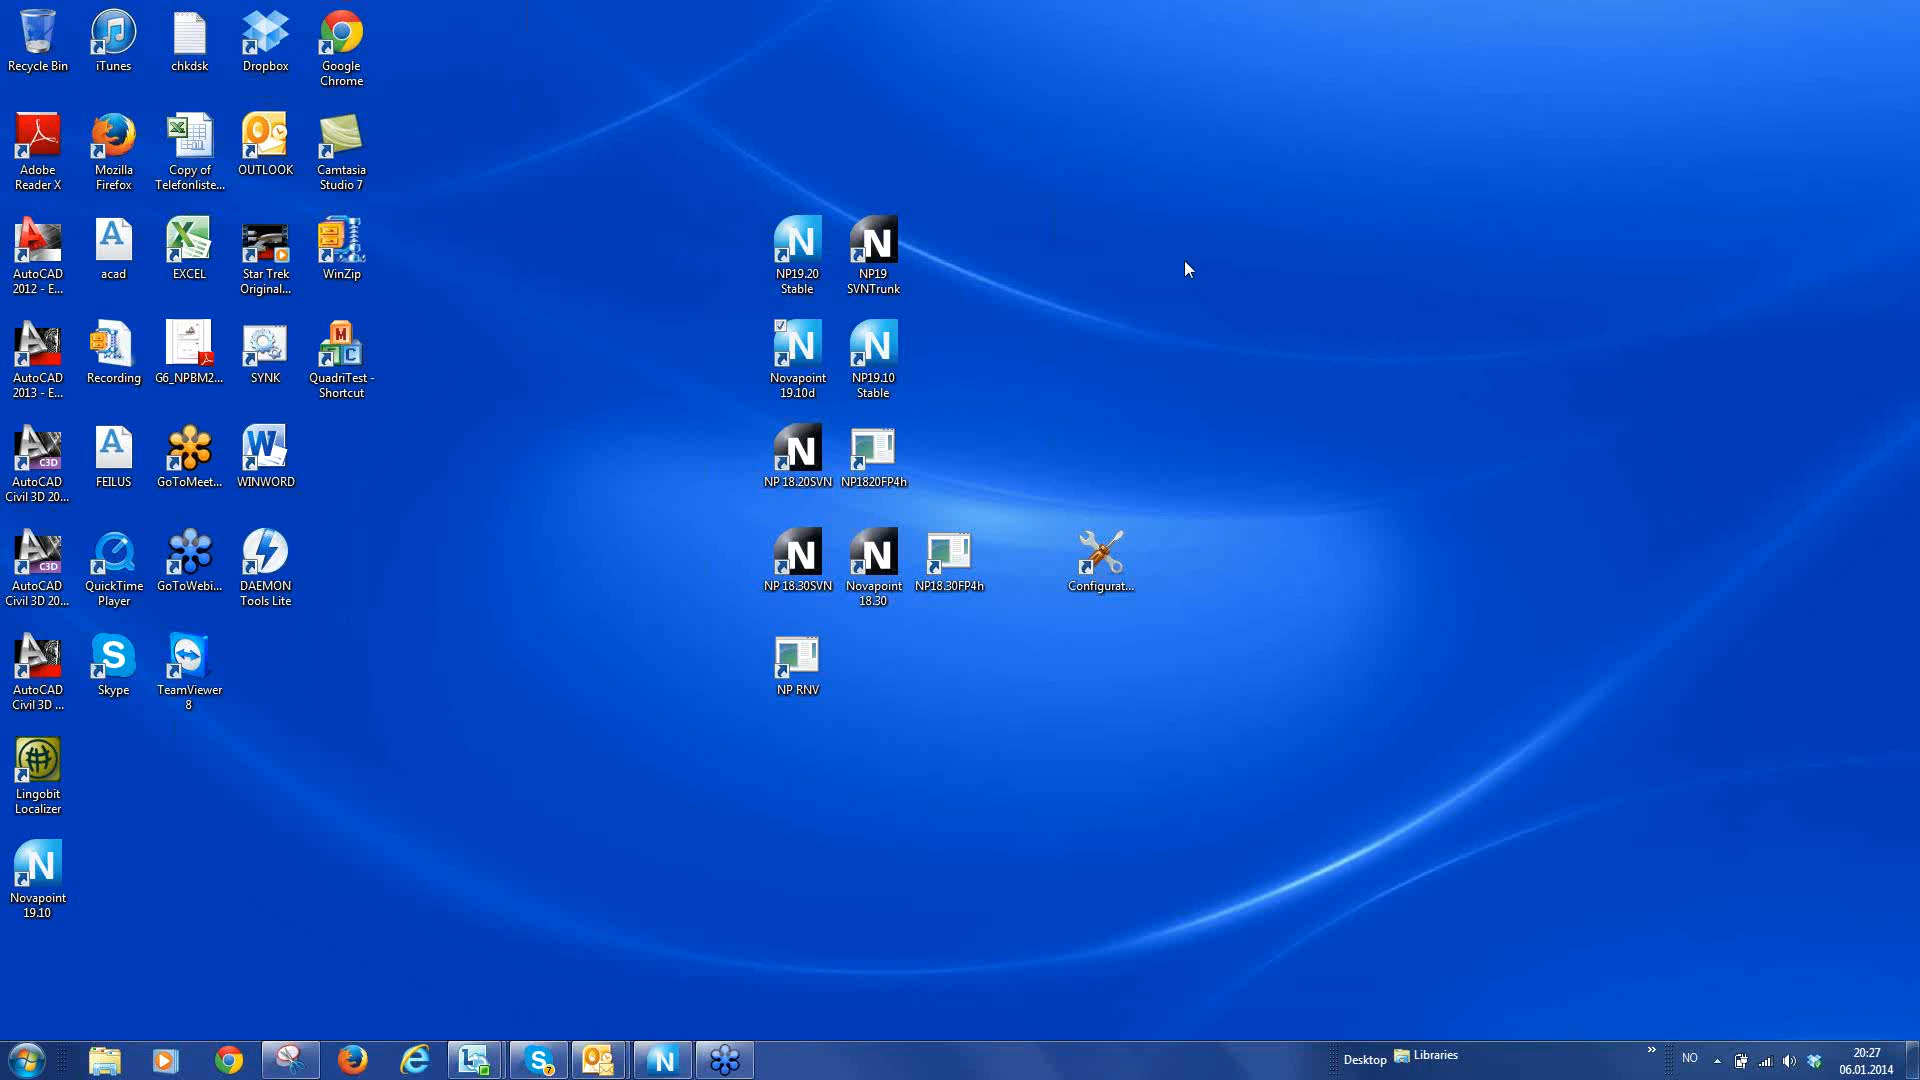 Recycle Bin
iTunes
chkdsk
Dropbox
Google
Chrome
Adobe
Reader X
Mozilla
Firefox
Copy of
Telefonliste...
OUTLOOK
Camtasia
Studio 7
AutoCAD
2012 - E...
acad
EXCEL
Star Trek
Original...
WinZip
NP19.20
Stable
NP19
SVNTrunk
AutoCAD
2013 - E...
Recording
G6_NPBM2...
SYNK
QuadriTest -
Shortcut
Novapoint
19.10d
NP19.10
Stable
AutoCAD
Civil 3D 20...
FEILUS
GoToMeet...
WINWORD
NP 18.20SVN
NP1820FP4h
AutoCAD
Civil 3D 20...
QuickTime
Player
GoToWebi...
DAEMON
Tools Lite
NP 18.30SVN
Novapoint
18.30
NP18.30FP4h
Configurat...
AutoCAD
Civil 3D ...
Skype
TeamViewer
8
NP RNV
Lingobit
Localizer
Novapoint
19.10
Desktop
Libraries
NO
20:27
06.01.2014